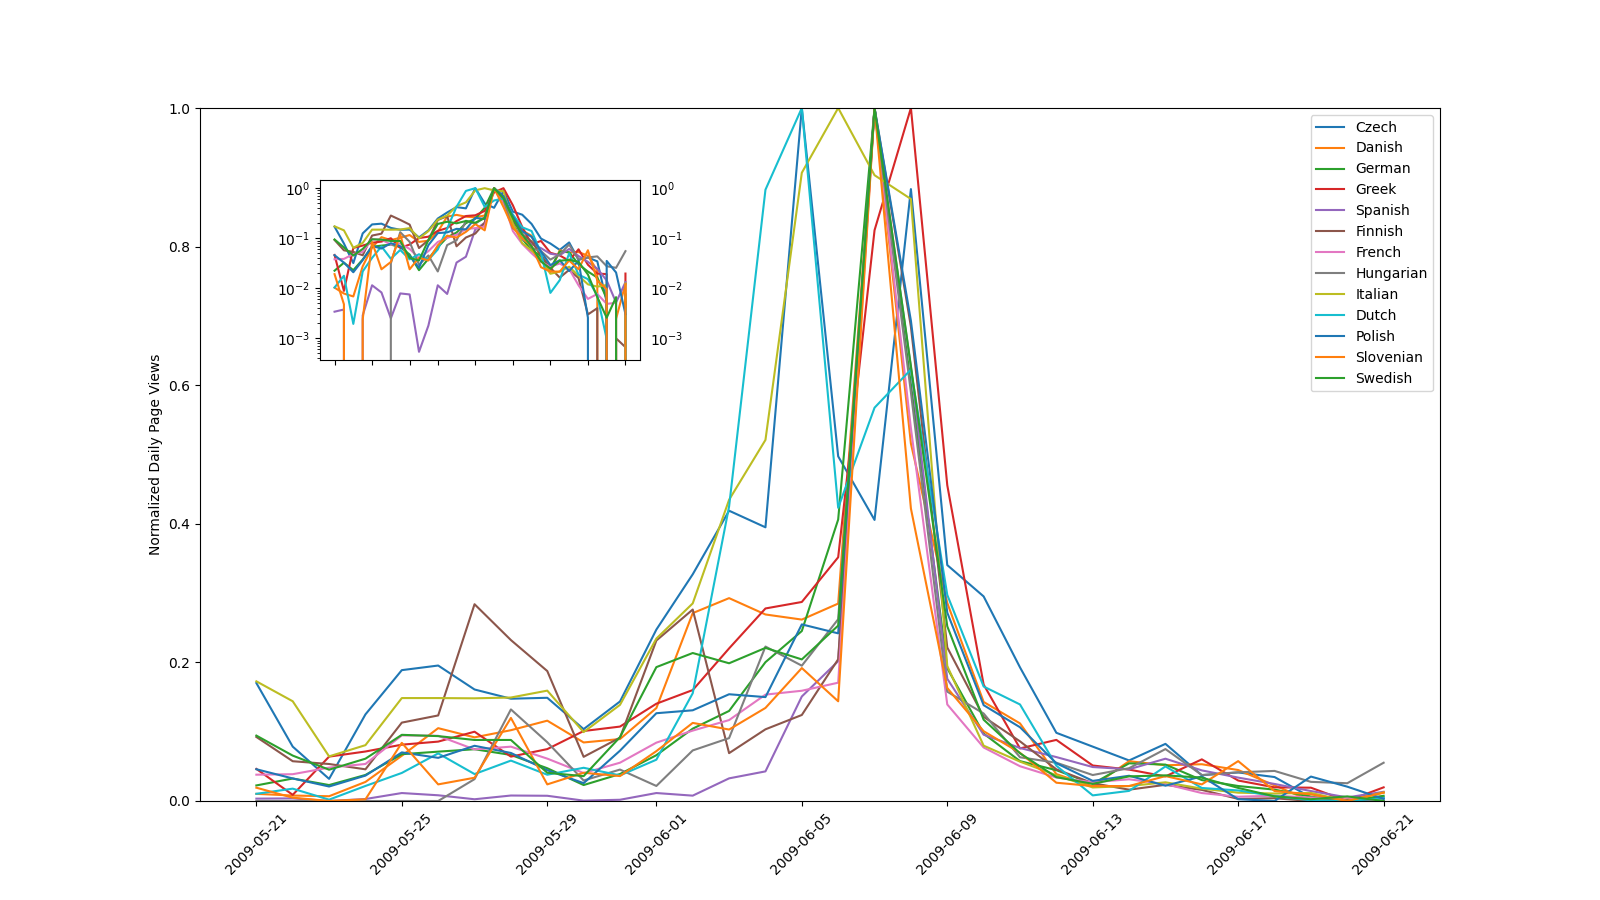 1.0
0.8
0.6
0.4
0.2
0.0
Normalized Daily Page Views
10⁰
10⁻¹
10⁻²
10⁻³
10⁰
10⁻¹
10⁻²
10⁻³
Czech
Danish
German
Greek
Spanish
Finnish
French
Hungarian
Italian
Dutch
Polish
Slovenian
Swedish
2009-05-21
2009-05-25
2009-05-29
2009-06-01
2009-06-05
2009-06-09
2009-06-13
2009-06-17
2009-06-21